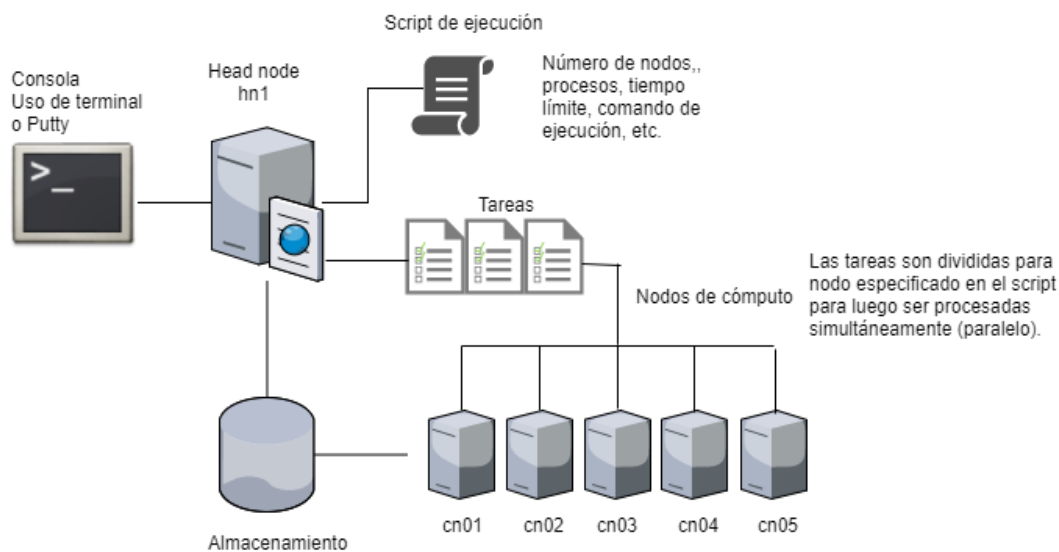 Script de ejecución
Consola
Uso de terminal
o Putty
Head node
hn1
Número de nodos,,
procesos, tiempo
límite, comando de
ejecución, etc.
>_
Tareas
Las tareas son divididas para
nodo especificado en el script
para luego ser procesadas
simultáneamente (paralelo).
Nodos de cómputo
cn01
cn02
cn03
cn04
cn05
Almacenamiento